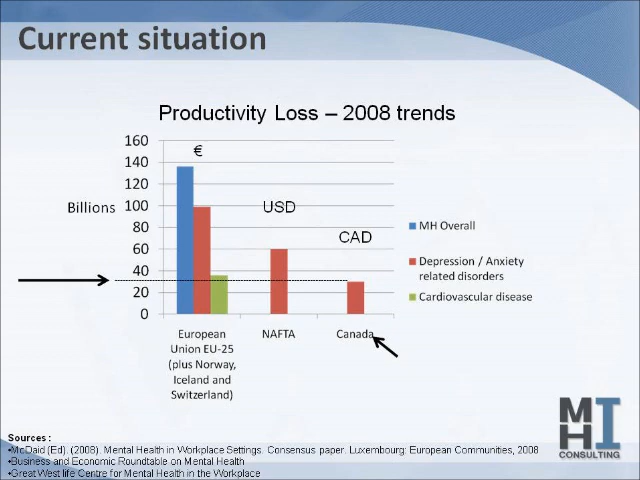 Current situation
Productivity Loss – 2008 trends
160
140
120
100
80
60
40
20
0
Billions
€
USD
CAD
MH Overall
Depression / Anxiety
related disorders
Cardiovascular disease
European
Union EU-25
(plus Norway,
Iceland and
Switzerland)
NAFTA
Canada
Sources :
•McDaid (Ed). (2008). Mental Health in Workplace Settings. Consensus paper. Luxembourg: European Communities, 2008
•Business and Economic Roundtable on Mental Health
•Great West life Centre for Mental Health in the Workplace
MHI
CONSULTING